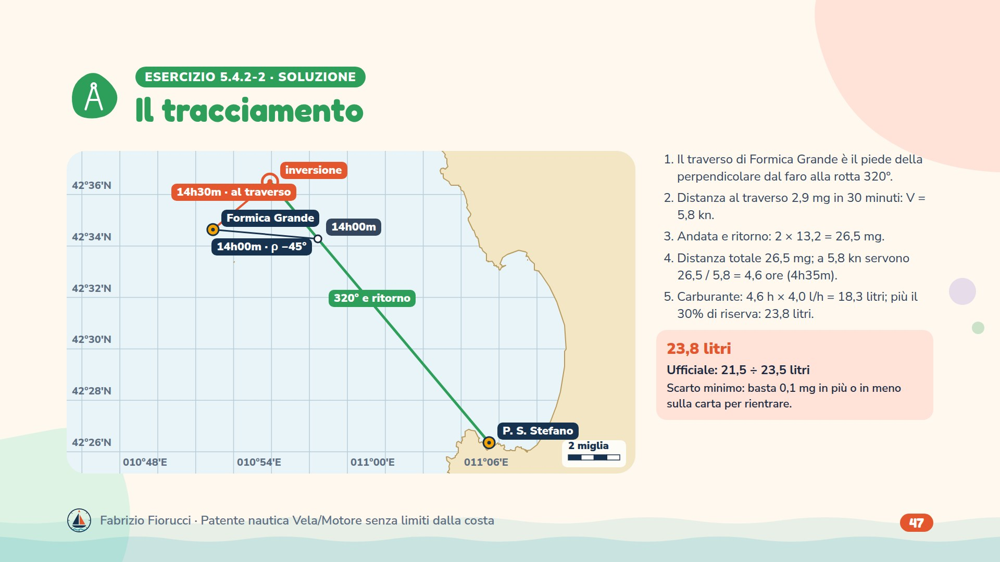 ESERCIZIO 5.4.2-2 · SOLUZIONE
Il tracciamento
inversione
42°36'N
14h30m · al traverso
Formica Grande
14h00m
42°34'N
14h00m · ρ −45°
42°32'N
320° e ritorno
42°30'N
42°28'N
P. S. Stefano
42°26'N
2 miglia
010°48'E
010°54'E
011°00'E
011°06'E
1. Il traverso di Formica Grande è il piede della
perpendicolare dal faro alla rotta 320°.
2. Distanza al traverso 2,9 mg in 30 minuti: V =
5,8 kn.
3. Andata e ritorno: 2 × 13,2 = 26,5 mg.
4. Distanza totale 26,5 mg; a 5,8 kn servono
26,5 / 5,8 = 4,6 ore (4h35m).
5. Carburante: 4,6 h × 4,0 l/h = 18,3 litri; più il
30% di riserva: 23,8 litri.
23,8 litri
Ufficiale: 21,5 ÷ 23,5 litri
Scarto minimo: basta 0,1 mg in più o in meno
sulla carta per rientrare.
Fabrizio Fiorucci · Patente nautica Vela/Motore senza limiti dalla costa
47